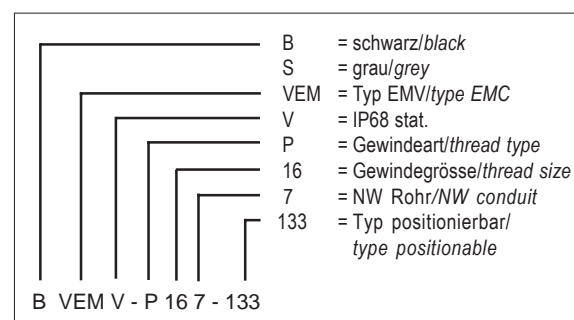 B = schwarz/black
S = grau/grey
VEM = Typ EMV/type EMC
V = IP68 stat.
P = Gewindeart/thread type
16 = Gewindegrösse/thread size
7 = NW Rohr/NW conduit
133 = Typ positionierbar/
type positionable
B VEM V - P 16 7 - 133